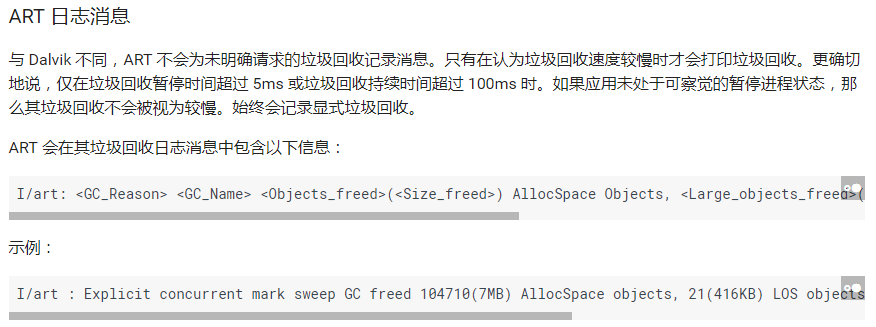 ART 日志消息
与 Dalvik 不同，ART 不会为未明确请求的垃圾回收记录消息。只有在认为垃圾回收速度较慢时才会打印垃圾回收。更确切
地说，仅在垃圾回收暂停时间超过 5ms 或垃圾回收持续时间超过 100ms 时。如果应用未处于可察觉的暂停进程状态，那
么其垃圾回收不会被视为较慢。始终会记录显式垃圾回收。
ART 会在其垃圾回收日志消息中包含以下信息：
I/art: <GC_Reason> <GC_Name> <Objects_freed>(<Size_freed>) AllocSpace Objects, <Large_objects_freed>(
示例：
I/art : Explicit concurrent mark sweep GC freed 104710(7MB) AllocSpace objects, 21(416KB) LOS objects